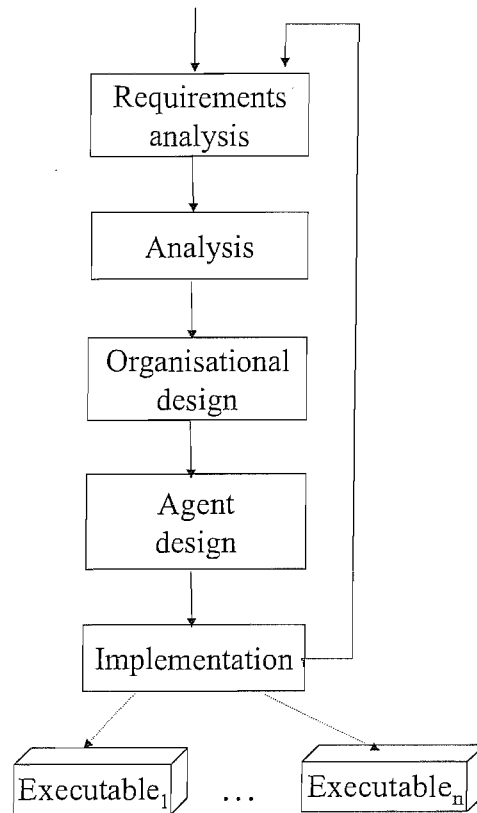 Requirements
analysis
Analysis
Organisational
design
Agent
design
Implementation
Executable₁ ... Executableₙ